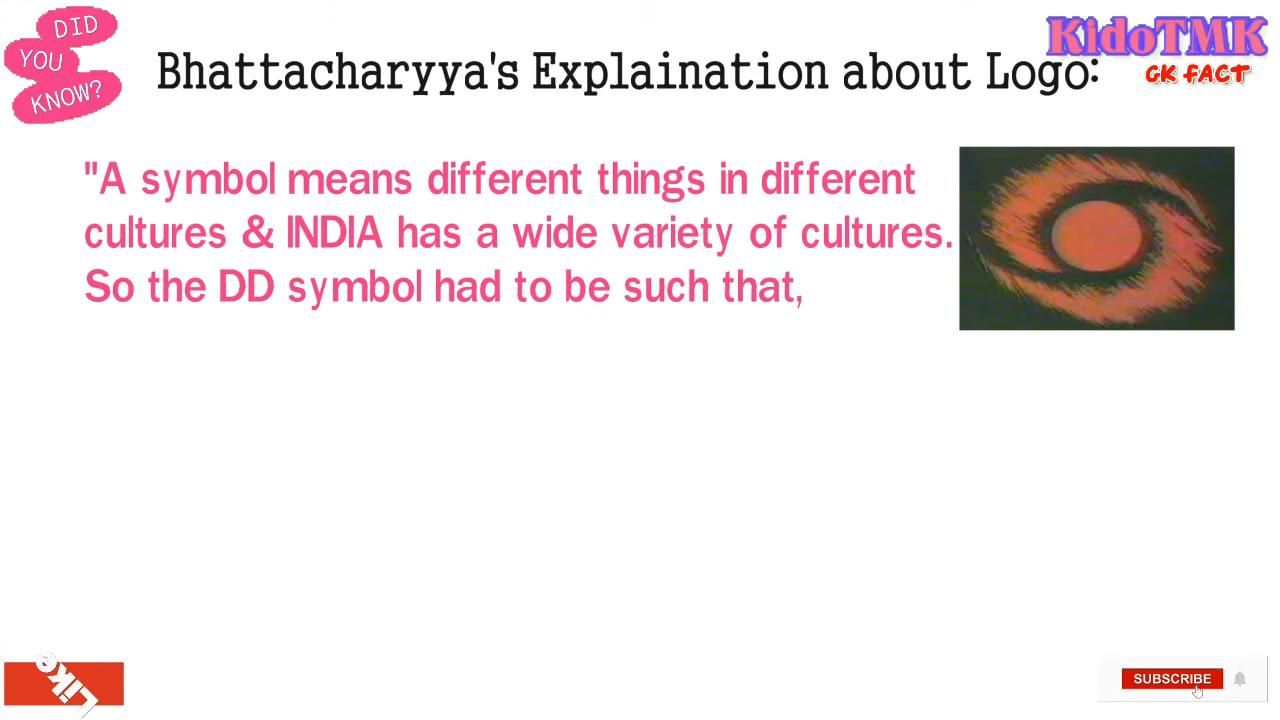 DID
YOU
KNOW?
KidoTMK
GK FACT
Bhattacharyya's Explaination about Logo:
"A symbol means different things in different
cultures & INDIA has a wide variety of cultures.
So the DD symbol had to be such that,
Like
SUBSCRIBE